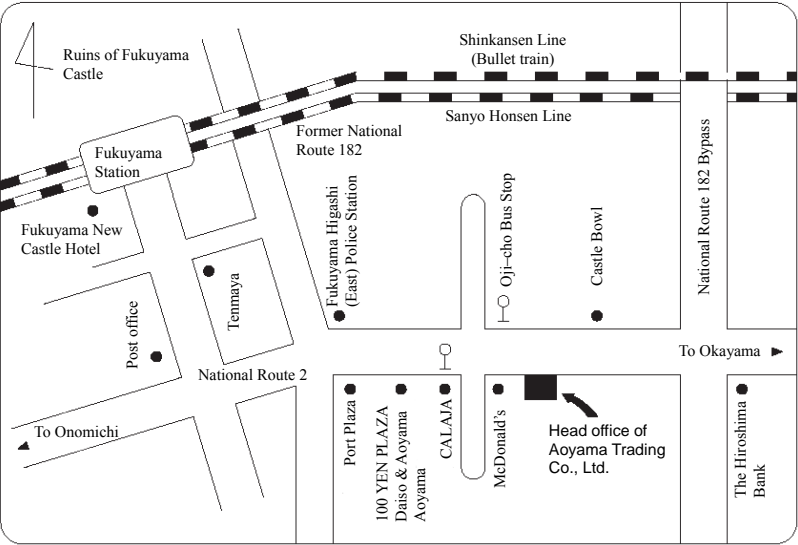 Shinkansen Line
(Bullet train)
Ruins of Fukuyama
Castle
Sanyo Honsen Line
Former National
Route 182
Fukuyama
Station
National Route 182 Bypass
Fukuyama Higashi
(East) Police Station
Oji–cho Bus Stop
Castle Bowl
Fukuyama New
Castle Hotel
Tenmaya
Post office
To Okayama
National Route 2
To Onomichi
Port Plaza
100 YEN PLAZA
Daiso & Aoyama
Aoyama
CALAJA
McDonald's
Head office of
Aoyama Trading
Co., Ltd.
The Hiroshima
Bank